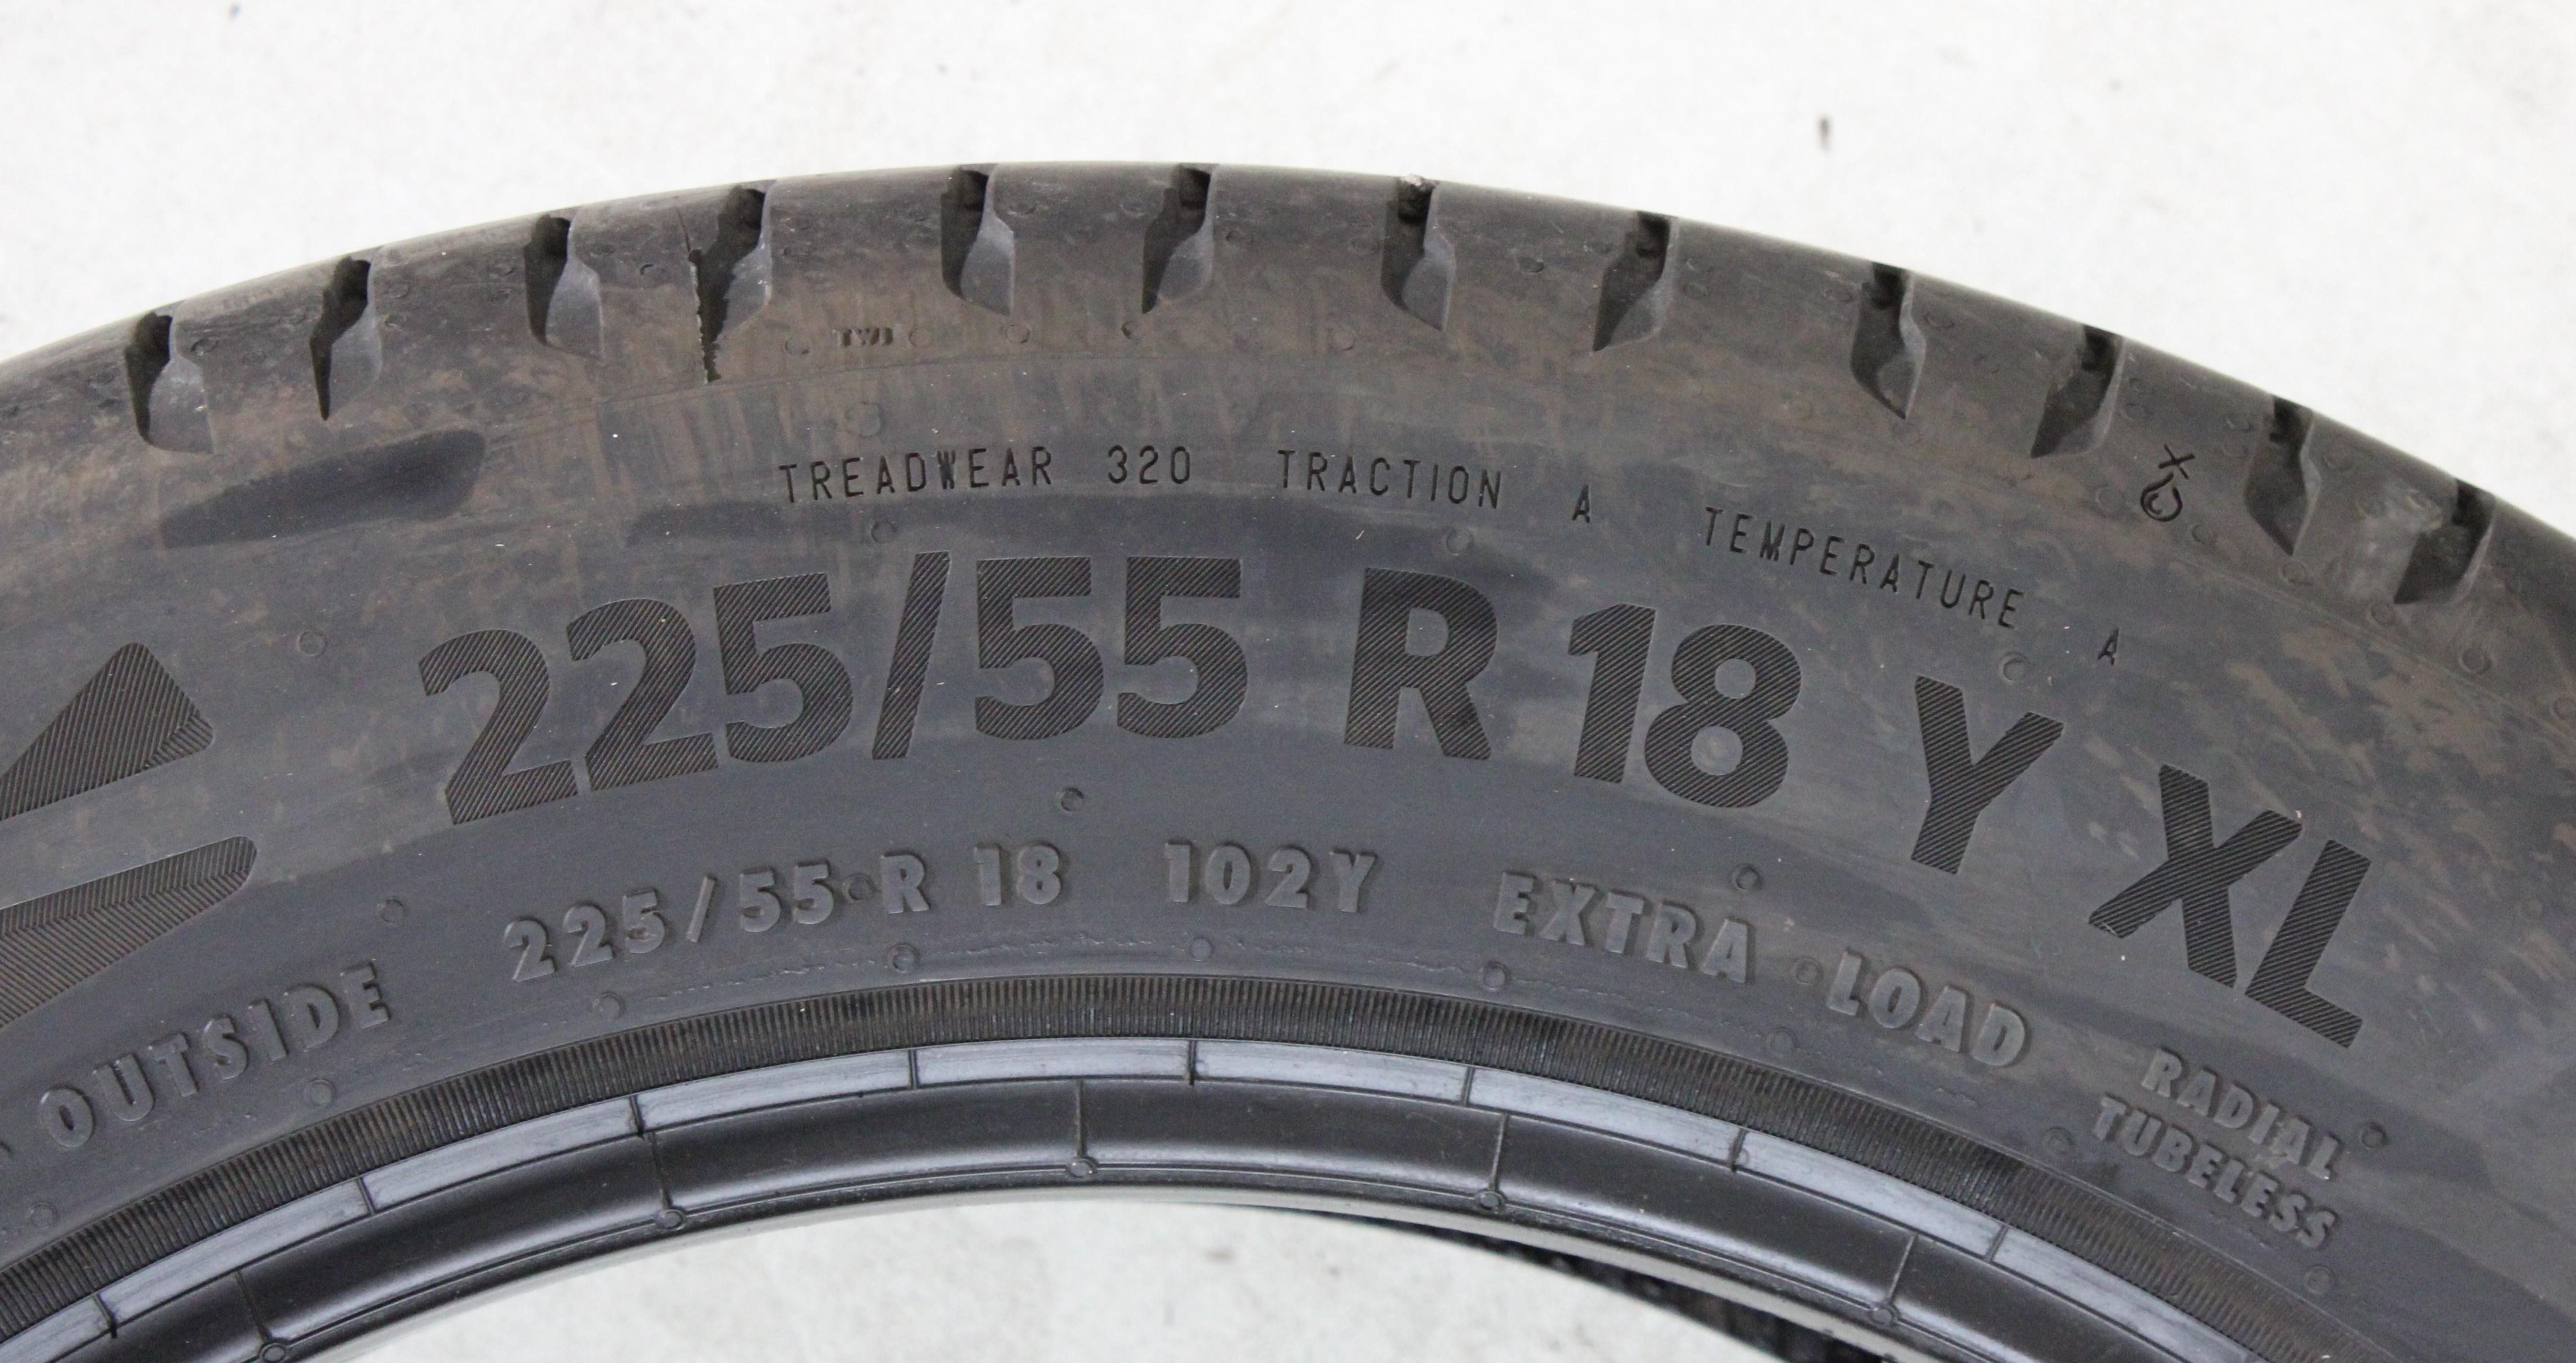 TWI
TREADWEAR 320 TRACTION A TEMPERATURE A
225/55 R 18 Y XL
OUTSIDE 225/55 R 18 102Y EXTRA LOAD
RADIAL
TUBELESS